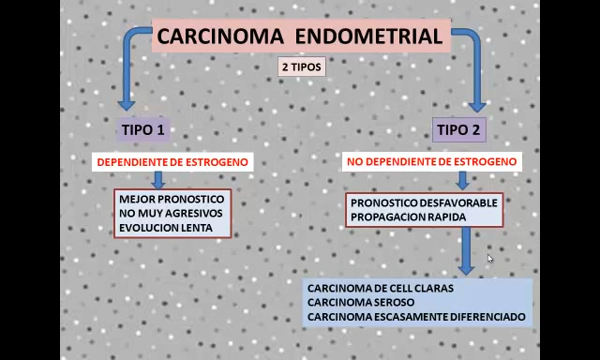 CARCINOMA ENDOMETRIAL
2 TIPOS
TIPO 1
DEPENDIENTE DE ESTROGENO
MEJOR PRONOSTICO
NO MUY AGRESIVOS
EVOLUCION LENTA
TIPO 2
NO DEPENDIENTE DE ESTROGENO
PRONOSTICO DESFAVORABLE
PROPAGACION RAPIDA
CARCINOMA DE CELL CLARAS
CARCINOMA SEROSO
CARCINOMA ESCASAMENTE DIFERENCIADO